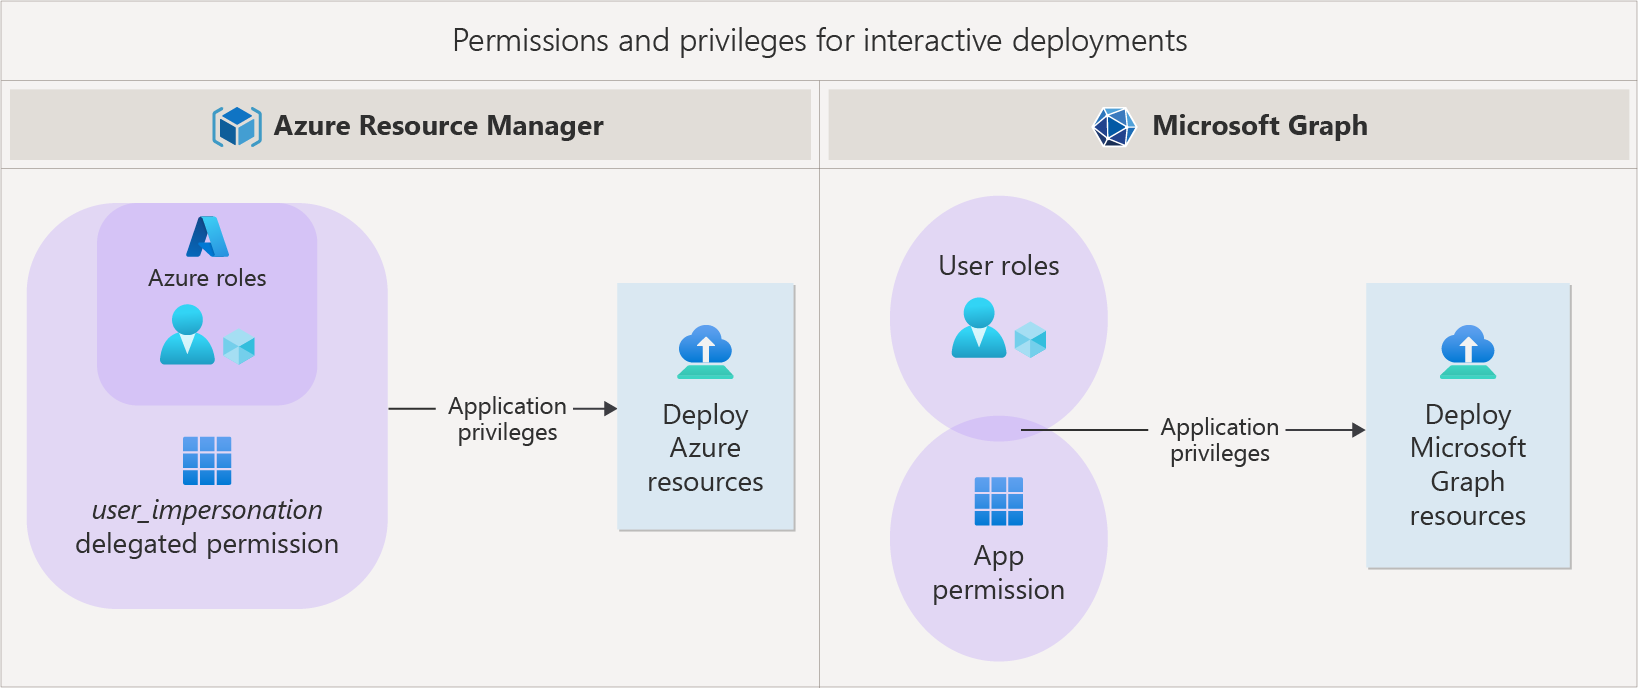 Permissions and privileges for interactive deployments
Azure Resource Manager
Azure roles
user_impersonation
delegated permission
Application
privileges
Deploy
Azure
resources
Microsoft Graph
User roles
App
permission
Application
privileges
Deploy
Microsoft
Graph
resources